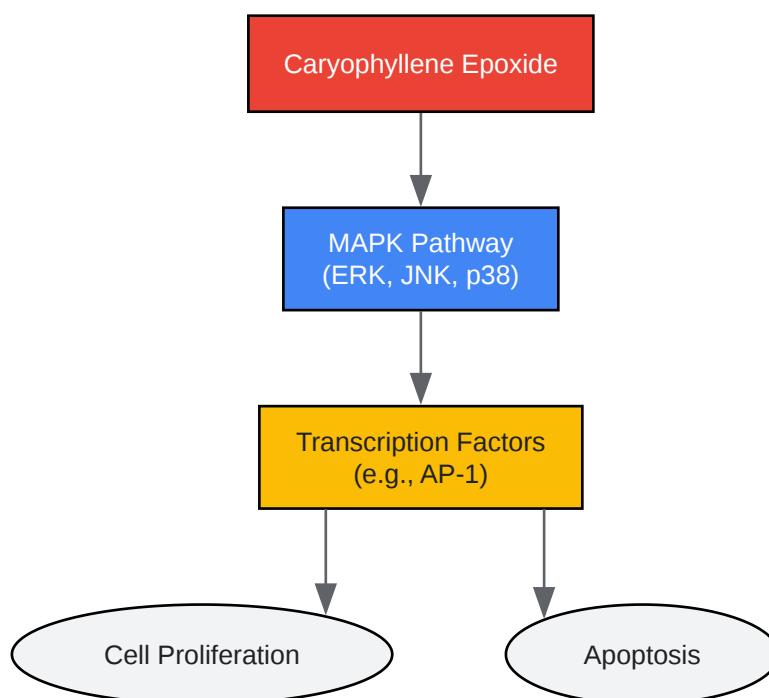 Caryophyllene Epoxide
MAPK Pathway
(ERK, JNK, p38)
Transcription Factors
(e.g., AP-1)
Cell Proliferation
Apoptosis